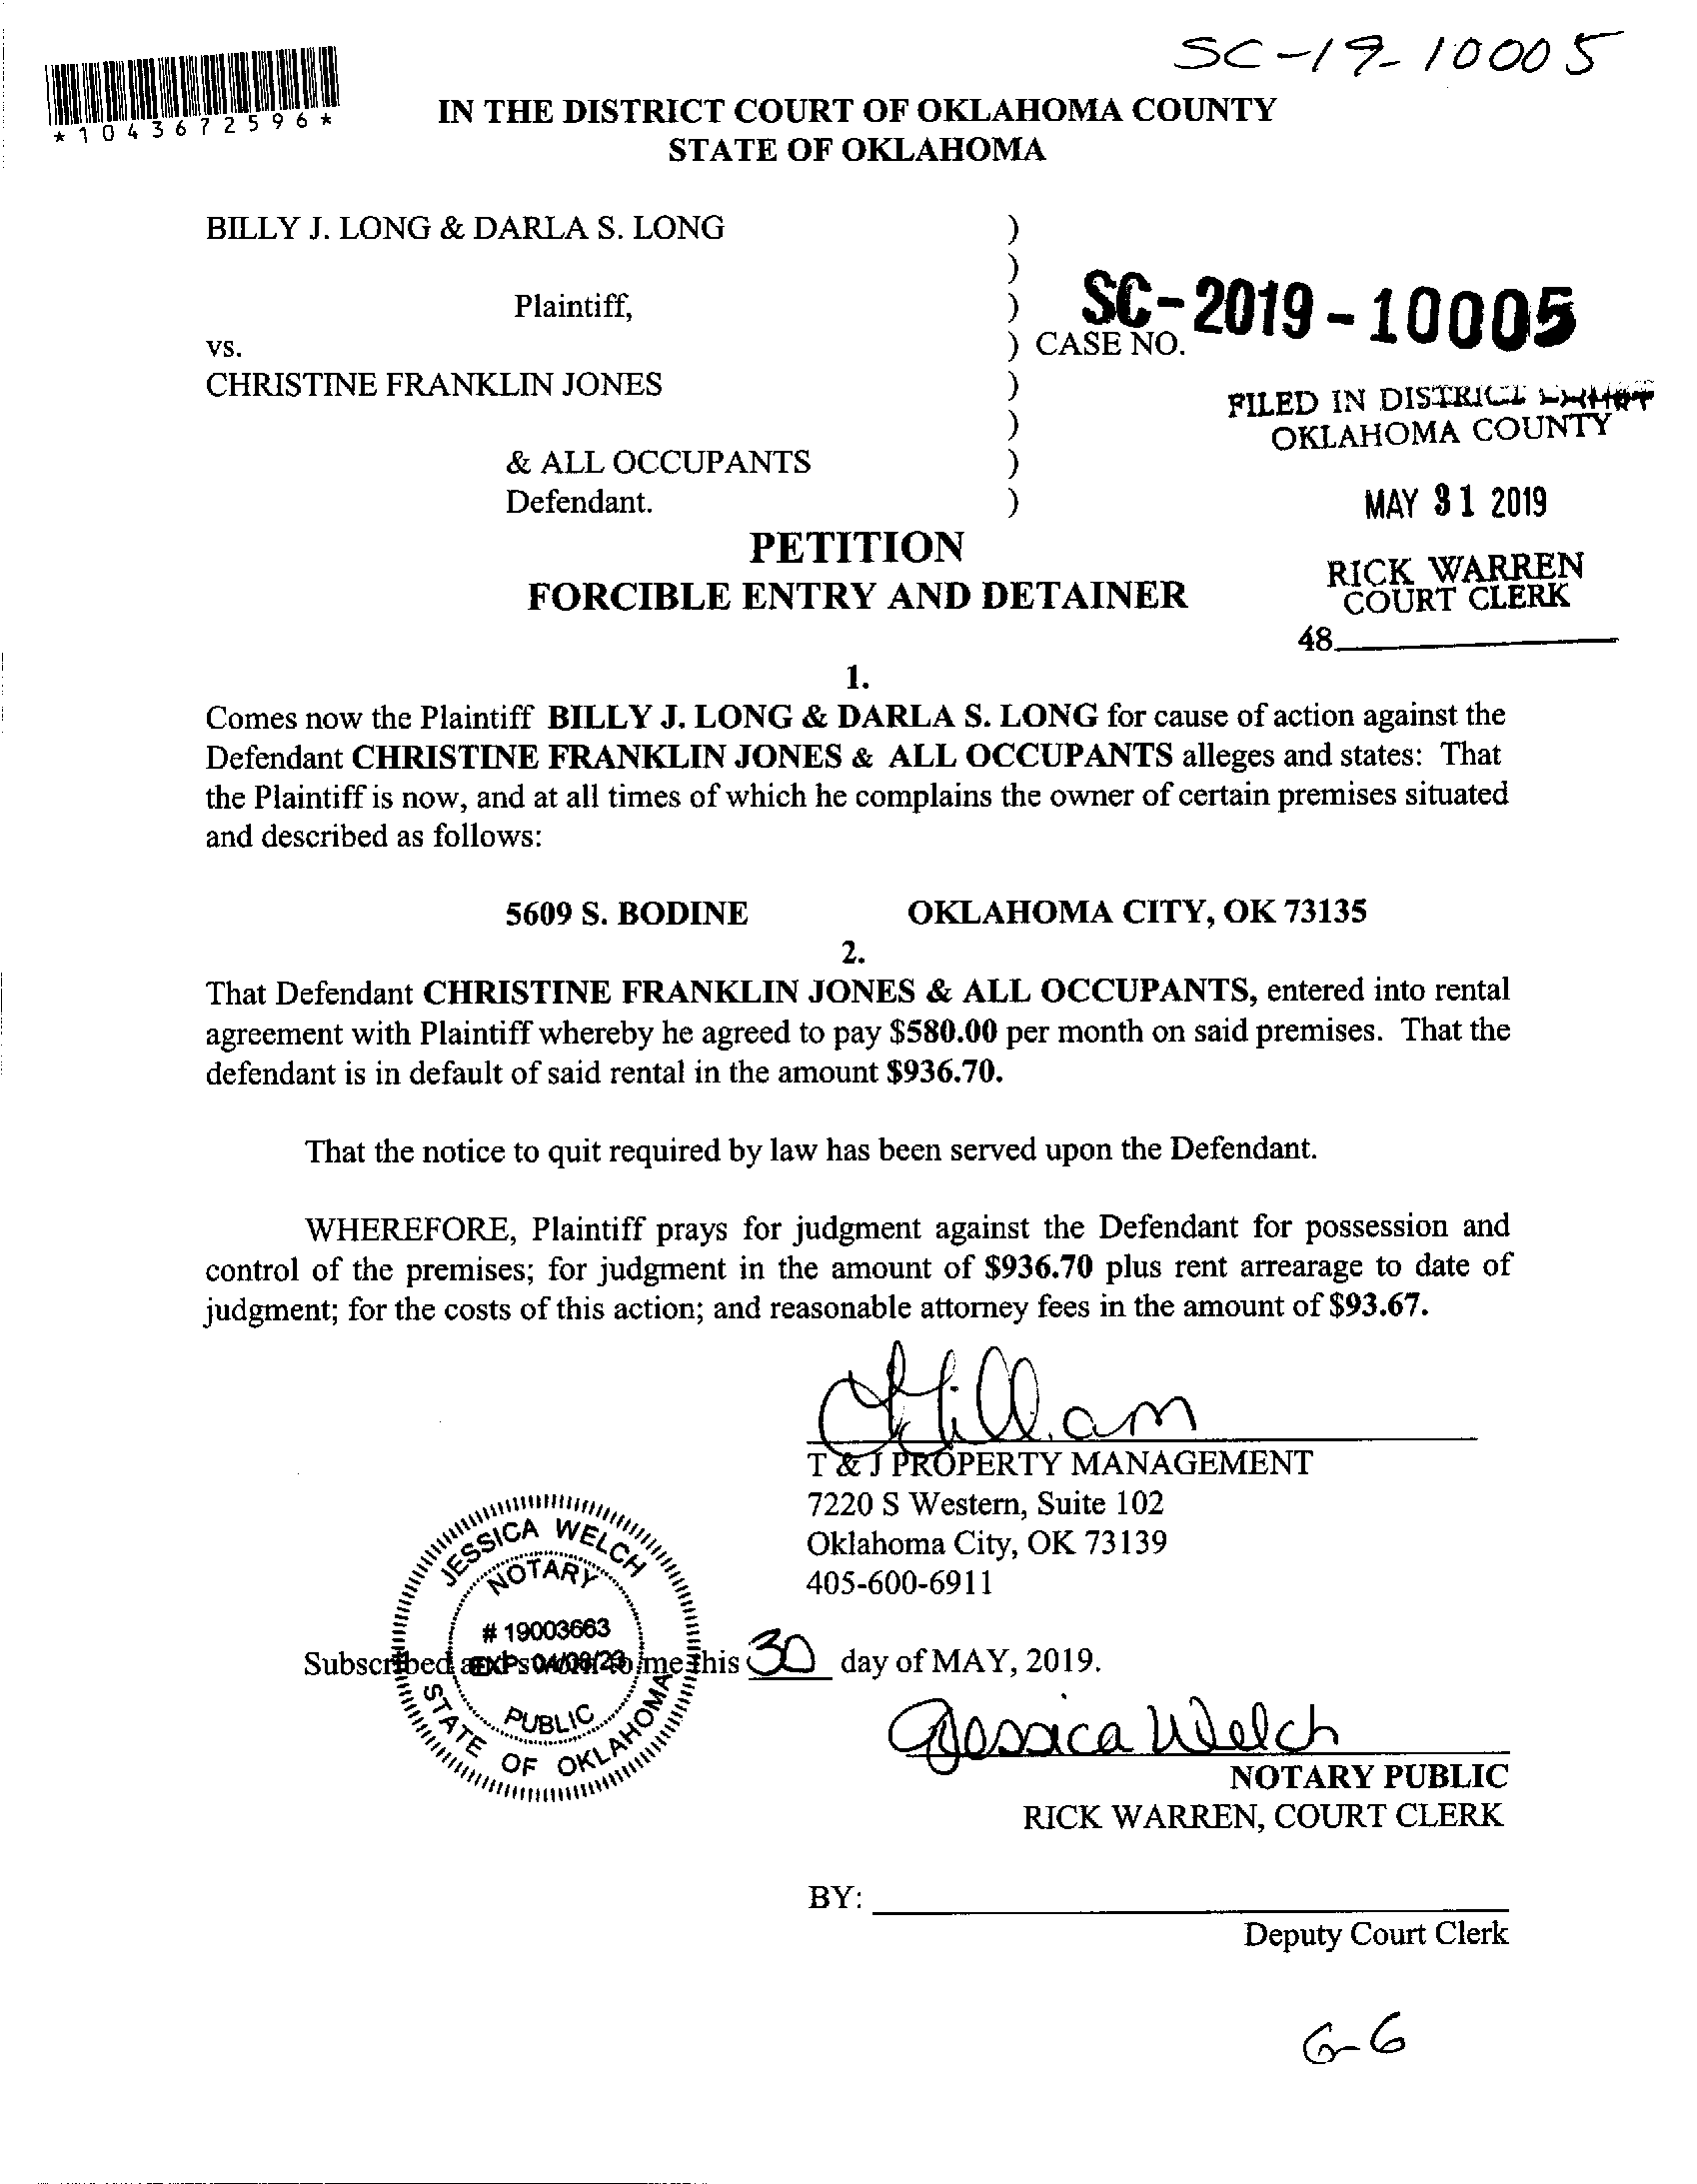 SC-19-10005
*1043672596*
IN THE DISTRICT COURT OF OKLAHOMA COUNTY
STATE OF OKLAHOMA
BILLY J. LONG & DARLA S. LONG )
)
Plaintiff, )
SC-2019-10005
vs. ) CASE NO.
CHRISTINE FRANKLIN JONES )
FILED IN DISTRICT COURT
) OKLAHOMA COUNTY
& ALL OCCUPANTS )
Defendant. ) MAY 31 2019
PETITION
RICK WARREN
FORCIBLE ENTRY AND DETAINER
COURT CLERK
48
1.
Comes now the Plaintiff BILLY J. LONG & DARLA S. LONG for cause of action against the
Defendant CHRISTINE FRANKLIN JONES & ALL OCCUPANTS alleges and states: That
the Plaintiff is now, and at all times of which he complains the owner of certain premises situated
and described as follows:
5609 S. BODINE OKLAHOMA CITY, OK 73135
2.
That Defendant CHRISTINE FRANKLIN JONES & ALL OCCUPANTS, entered into rental
agreement with Plaintiff whereby he agreed to pay $580.00 per month on said premises. That the
defendant is in default of said rental in the amount $936.70.
That the notice to quit required by law has been served upon the Defendant.
WHEREFORE, Plaintiff prays for judgment against the Defendant for possession and
control of the premises; for judgment in the amount of $936.70 plus rent arrearage to date of
judgment; for the costs of this action; and reasonable attorney fees in the amount of $93.67.
T & J PROPERTY MANAGEMENT
7220 S Western, Suite 102
Oklahoma City, OK 73139
405-600-6911
JESSICA WELCH
NOTARY
# 19003663
EXP. 04/08/23
PUBLIC
STATE OF OKLAHOMA
Subscribed and sworn to me this 30 day of MAY, 2019.
Jessica Welch
NOTARY PUBLIC
RICK WARREN, COURT CLERK
BY:
Deputy Court Clerk
6-6